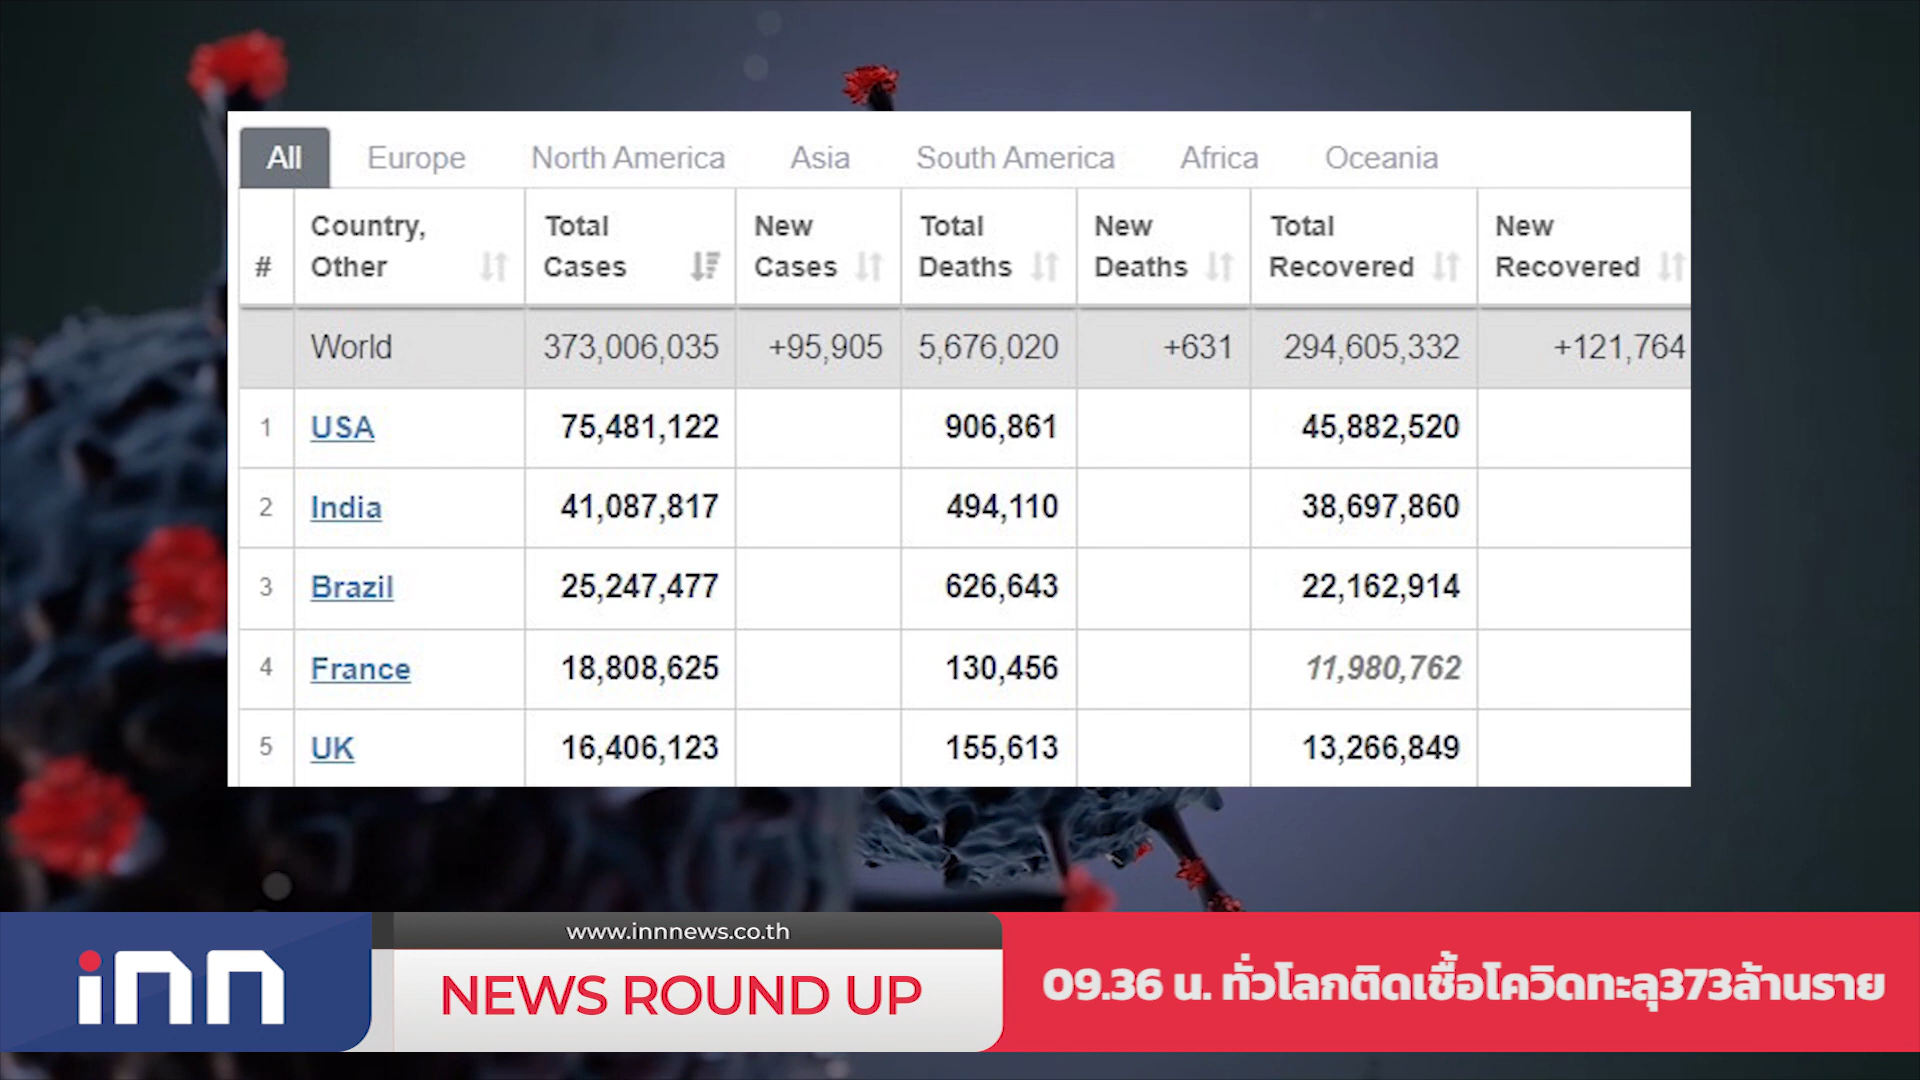 All Europe North America Asia South America Africa Oceania
# Country, Other Total Cases New Cases Total Deaths New Deaths Total Recovered New Recovered
World 373,006,035 +95,905 5,676,020 +631 294,605,332 +121,764
1 USA 75,481,122 906,861 45,882,520
2 India 41,087,817 494,110 38,697,860
3 Brazil 25,247,477 626,643 22,162,914
4 France 18,808,625 130,456 11,980,762
5 UK 16,406,123 155,613 13,266,849
inn
www.innnews.co.th
NEWS ROUND UP
09.36 น. ทั่วโลกติดเชื้อโควิดทะลุ373ล้านราย